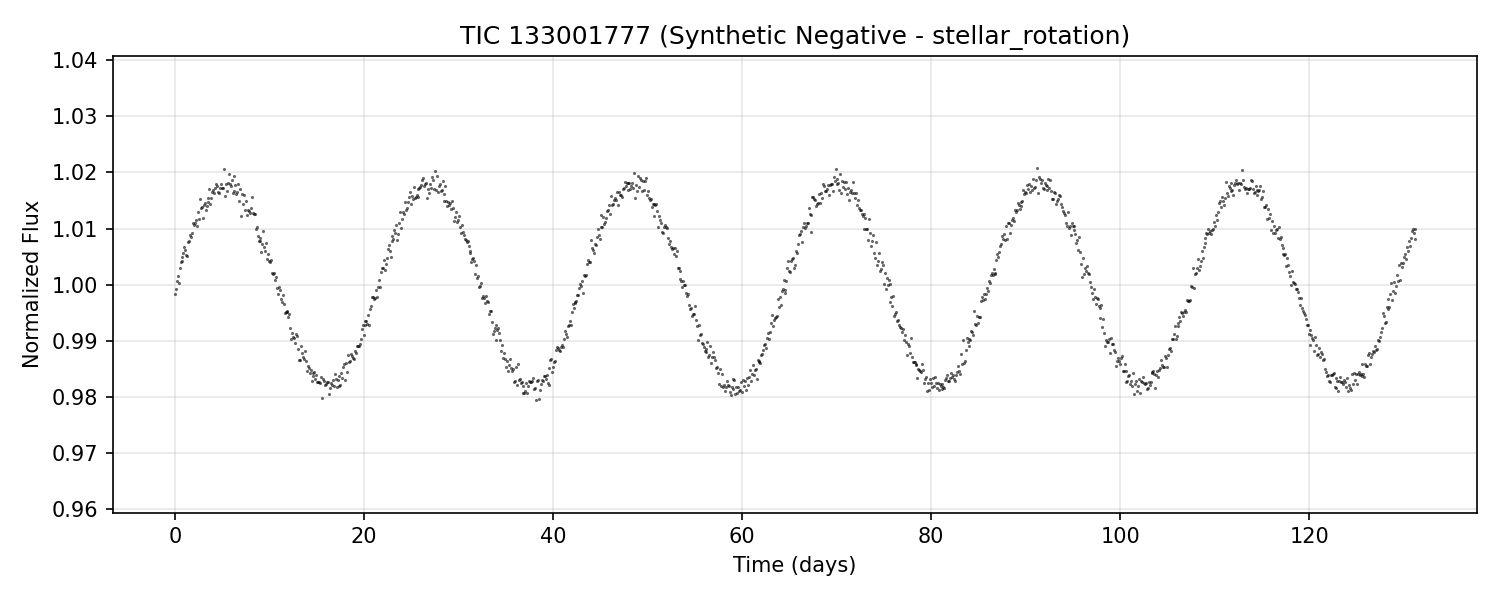 TIC 133001777 (Synthetic Negative - stellar_rotation)
1.04
1.03
1.02
1.01
1.00
0.99
0.98
0.97
0.96
Normalized Flux
0 20 40 60 80 100 120
Time (days)